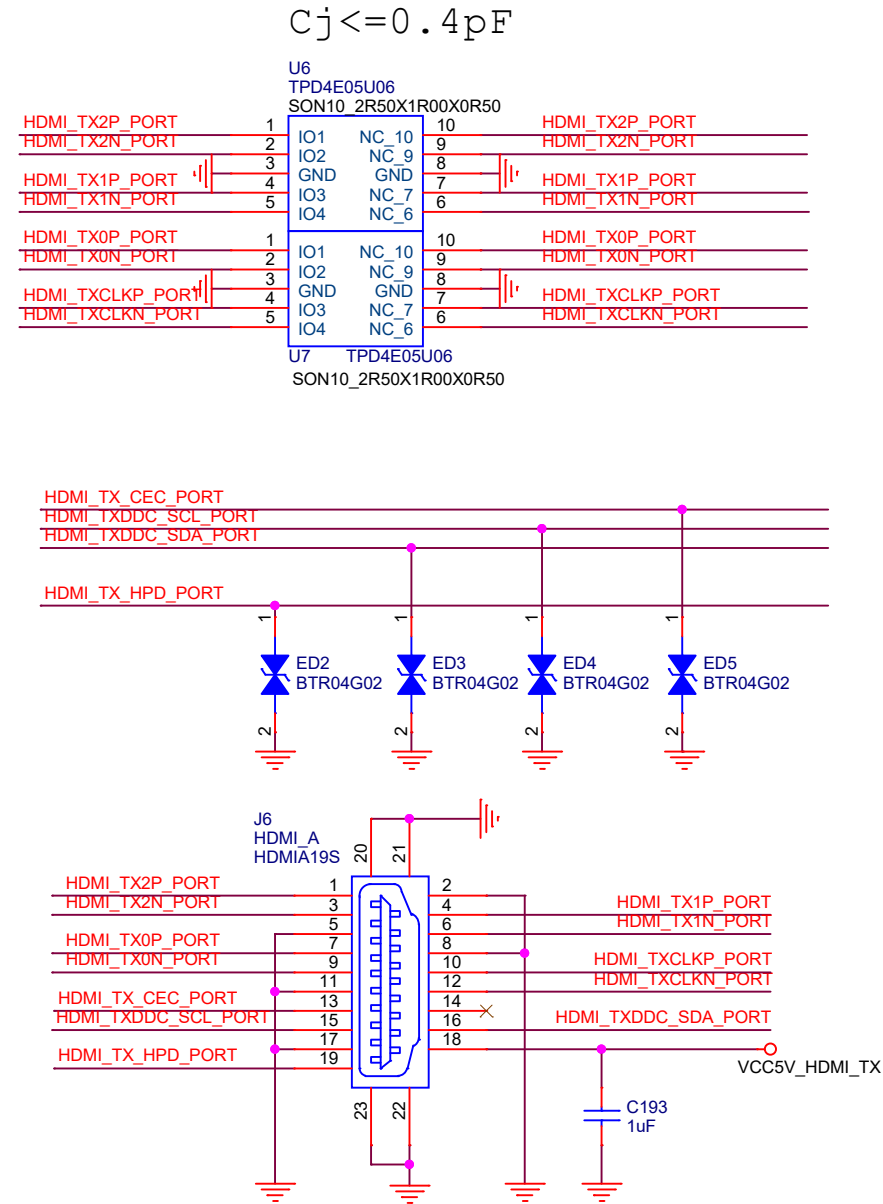 Cj<=0.4pF
U6
TPD4E05U06
SON10_2R50X1R00X0R50
HDMI_TX2P_PORT 1 IO1 NC_10 10 HDMI_TX2P_PORT
HDMI_TX2N_PORT 2 IO2 NC_9 9 HDMI_TX2N_PORT
3 GND GND 8
HDMI_TX1P_PORT 4 IO3 NC_7 7 HDMI_TX1P_PORT
HDMI_TX1N_PORT 5 IO4 NC_6 6 HDMI_TX1N_PORT
HDMI_TX0P_PORT 1 IO1 NC_10 10 HDMI_TX0P_PORT
HDMI_TX0N_PORT 2 IO2 NC_9 9 HDMI_TX0N_PORT
3 GND GND 8
HDMI_TXCLKP_PORT 4 IO3 NC_7 7 HDMI_TXCLKP_PORT
HDMI_TXCLKN_PORT 5 IO4 NC_6 6 HDMI_TXCLKN_PORT
U7 TPD4E05U06
SON10_2R50X1R00X0R50
HDMI_TX_CEC_PORT
HDMI_TXDDC_SCL_PORT
HDMI_TXDDC_SDA_PORT
HDMI_TX_HPD_PORT
1 1 1 1
ED2 ED3 ED4 ED5
BTR04G02 BTR04G02 BTR04G02 BTR04G02
2 2 2 2
J6
HDMI_A
HDMIA19S
20 21
HDMI_TX2P_PORT 1 2
HDMI_TX2N_PORT 3 4 HDMI_TX1P_PORT
5 6 HDMI_TX1N_PORT
HDMI_TX0P_PORT 7 8
HDMI_TX0N_PORT 9 10 HDMI_TXCLKP_PORT
11 12 HDMI_TXCLKN_PORT
HDMI_TX_CEC_PORT 13 14
HDMI_TXDDC_SCL_PORT 15 16 HDMI_TXDDC_SDA_PORT
17 18
HDMI_TX_HPD_PORT 19
VCC5V_HDMI_TX
23 22
C193
1uF